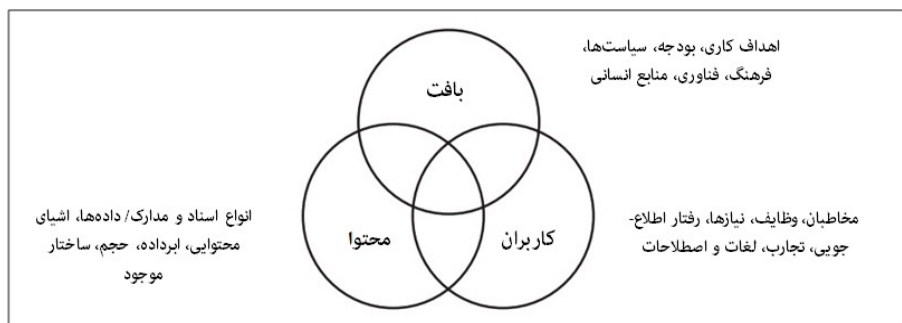 بافت
اهداف کاری، بودجه، سیاست‌ها،
فرهنگ، فناوری، منابع انسانی
کاربران
مخاطبان، وظایف، نیازها، رفتار اطلاع-
جویی، تجارب، لغات و اصطلاحات
محتوا
انواع اسناد و مدارک/ داده‌ها، اشیای
محتوایی، ابرداده، حجم، ساختار
موجود